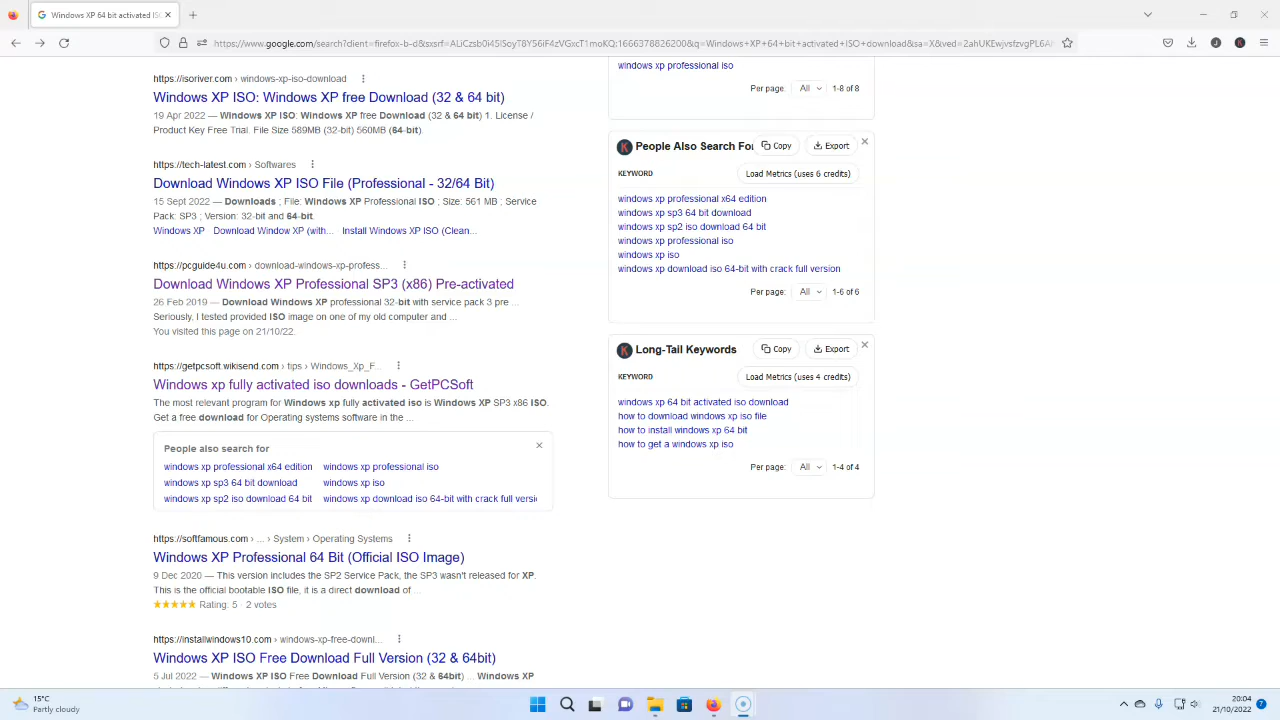 Windows XP 64 bit activated ISO
https://www.google.com/search?client=firefox-b-d&sxsrf=ALiCzsb0i45ISoyT8YS6iF4zVGxcT1moKQ:1666378826200&q=Windows+XP+64+bit+activated+ISO+download&sa=X&ved=2ahUKEwjvsfzvgPL6Ah
https://isoriver.com › windows-xp-iso-download
Windows XP ISO: Windows XP free Download (32 & 64 bit)
19 Apr 2022 — Windows XP ISO: Windows XP free Download (32 & 64 bit) 1. License /
Product Key Free Trial. File Size 589MB (32-bit) 560MB (64-bit).
https://tech-latest.com › Softwares
Download Windows XP ISO File (Professional - 32/64 Bit)
15 Sept 2022 — Downloads ; File: Windows XP Professional ISO ; Size: 561 MB ; Service
Pack: SP3 ; Version: 32-bit and 64-bit.
Windows XP Download Window XP (with... Install Windows XP ISO (Clean...
https://pcguide4u.com › download-windows-xp-profess...
Download Windows XP Professional SP3 (x86) Pre-activated
26 Feb 2019 — Download Windows XP professional 32-bit with service pack 3 pre ...
Seriously, I tested provided ISO image on one of my old computer and ...
You visited this page on 21/10/22.
https://getpcsoft.wikisend.com › tips › Windows_Xp_F...
Windows xp fully activated iso downloads - GetPCSoft
The most relevant program for Windows xp fully activated iso is Windows XP SP3 x86 ISO.
Get a free download for Operating systems software in the ...
People also search for
windows xp professional x64 edition windows xp professional iso
windows xp sp3 64 bit download windows xp iso
windows xp sp2 iso download 64 bit windows xp download iso 64-bit with crack full versi
https://softfamous.com › ... › System › Operating Systems
Windows XP Professional 64 Bit (Official ISO Image)
9 Dec 2020 — This version includes the SP2 Service Pack, the SP3 wasn't released for XP.
This is the official bootable ISO file, it is a direct download of ...
Rating: 5 · 2 votes
https://installwindows10.com › windows-xp-free-downl...
Windows XP ISO Free Download Full Version (32 & 64bit)
5 Jul 2022 — Windows XP ISO Free Download Full Version (32 & 64bit) ... Windows XP
windows xp professional iso
Per page: All 1-8 of 8
K People Also Search For Copy Export
KEYWORD Load Metrics (uses 6 credits)
windows xp professional x64 edition
windows xp sp3 64 bit download
windows xp sp2 iso download 64 bit
windows xp professional iso
windows xp iso
windows xp download iso 64-bit with crack full version
Per page: All 1-6 of 6
K Long-Tail Keywords Copy Export
KEYWORD Load Metrics (uses 4 credits)
windows xp 64 bit activated iso download
how to download windows xp iso file
how to install windows xp 64 bit
how to get a windows xp iso
Per page: All 1-4 of 4
15°C
Partly cloudy
20:04
21/10/2022